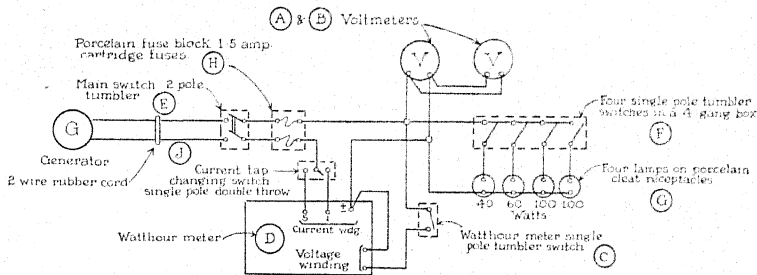 A & B Voltmeters
Porcelain fuse block 1·5 amp.
cartridge fuses
H
V V
Main switch 2 pole
tumbler
E
G
J
Generator
2 wire rubber cord
Four single pole tumbler
switches in a 4 gang box
F
Current tap
changing switch
single pole double throw
Four lamps on porcelain
cleat receptacles
G
40 60 100 100
Watts
5 1 ±
Current wdg.
Watthour meter
D
Voltage
winding
Watthour meter single
pole tumbler switch
C